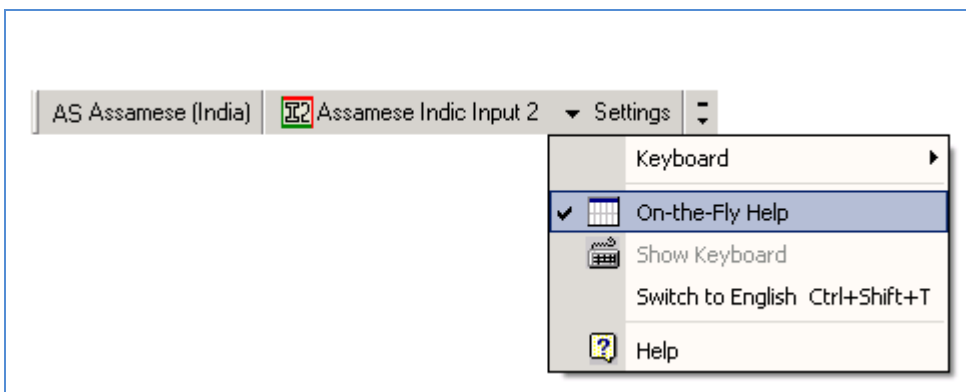 AS Assamese (India) I2 Assamese Indic Input 2 Settings
Keyboard
On-the-Fly Help
Show Keyboard
Switch to English Ctrl+Shift+T
Help